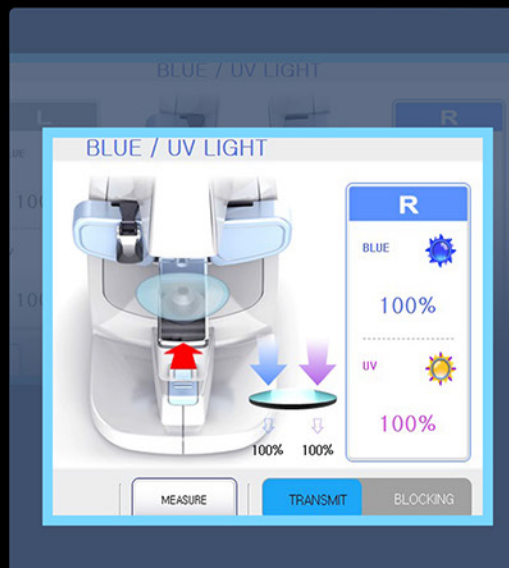 BLUE / UV LIGHT
L
R
BLUE / UV LIGHT
R
BLUE
100%
UV
100%
100% 100%
MEASURE
TRANSMIT
BLOCKING